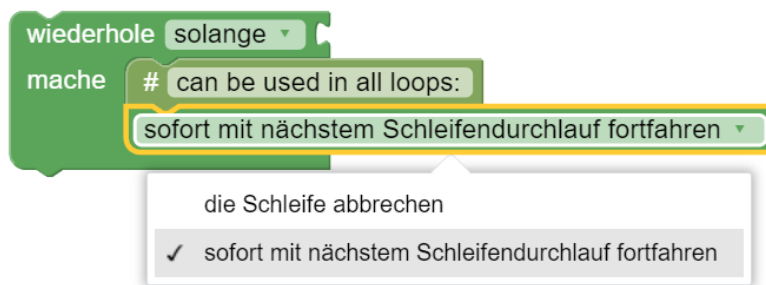 wiederhole solange
mache # can be used in all loops:
sofort mit nächstem Schleifendurchlauf fortfahren
die Schleife abbrechen
✓ sofort mit nächstem Schleifendurchlauf fortfahren